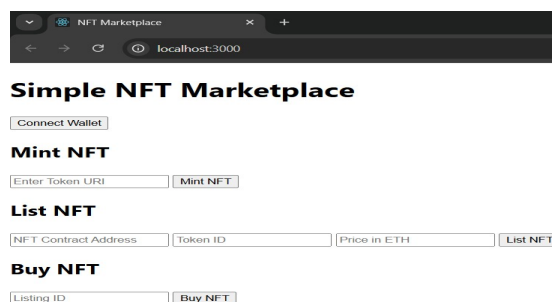 NFT Marketplace
localhost:3000
Simple NFT Marketplace
Connect Wallet
Mint NFT
Enter Token URI Mint NFT
List NFT
NFT Contract Address Token ID Price in ETH List NFT
Buy NFT
Listing ID Buy NFT